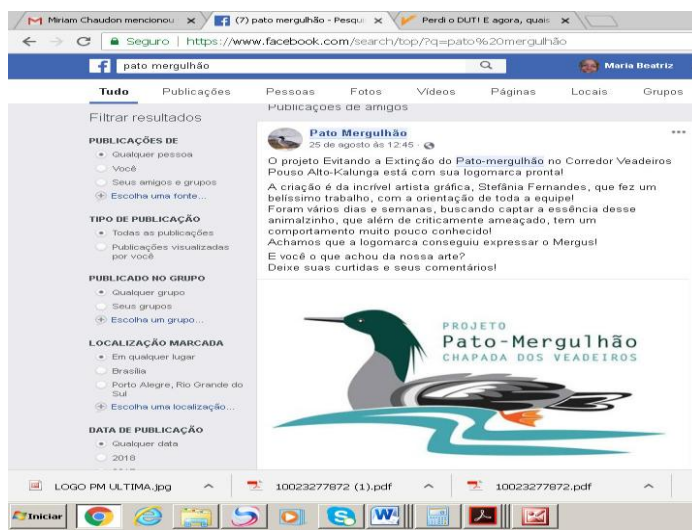 Miriam Chaudon mencionou
(7) pato mergulhão - Pesqui
Perdi o DUT! E agora, quais
Seguro | https://www.facebook.com/search/top/?q=pato%20mergulhão
pato mergulhão
Maria Beatriz
Tudo Publicações Pessoas Fotos Vídeos Páginas Locais Grupos
Filtrar resultados
PUBLICAÇÕES DE
Qualquer pessoa
Você
Seus amigos e grupos
Escolha uma fonte...
TIPO DE PUBLICAÇÃO
Todas as publicações
Publicações visualizadas
por você
PUBLICADO NO GRUPO
Qualquer grupo
Seus grupos
Escolha um grupo...
LOCALIZAÇÃO MARCADA
Em qualquer lugar
Brasília
Porto Alegre, Rio Grande do
Sul
Escolha uma localização...
DATA DE PUBLICAÇÃO
Qualquer data
2018
Publicações de amigos
Pato Mergulhão
25 de agosto às 12:45
O projeto Evitando a Extinção do Pato-mergulhão no Corredor Veadeiros
Pouso Alto-Kalunga está com sua logomarca pronta!
A criação é da incrível artista gráfica, Stefânia Fernandes, que fez um
belíssimo trabalho, com a orientação de toda a equipe!
Foram vários dias e semanas, buscando captar a essência desse
animalzinho, que além de criticamente ameaçado, tem um
comportamento muito pouco conhecido!
Achamos que a logomarca conseguiu expressar o Mergus!
E você o que achou da nossa arte?
Deixe suas curtidas e seus comentários!
PROJETO
Pato-Mergulhão
CHAPADA DOS VEADEIROS
LOGO PM ULTIMA.jpg
10023277872 (1).pdf
10023277872.pdf
Iniciar